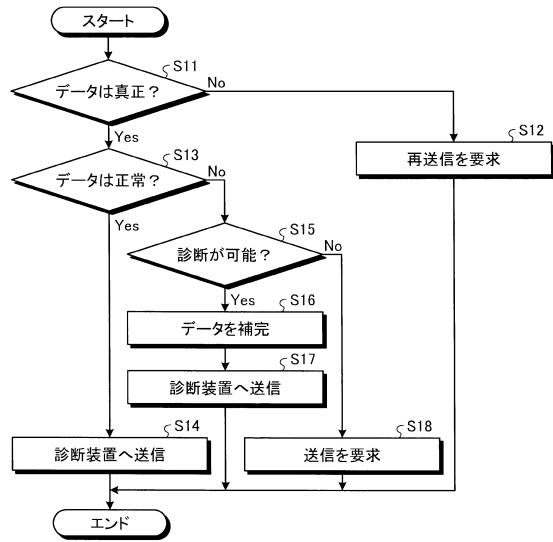 スタート
S11
データは真正？
No
Yes
S12
再送信を要求
S13
データは正常？
No
Yes
S15
診断が可能？
No
Yes
S16
データを補完
S17
診断装置へ送信
S14
診断装置へ送信
S18
送信を要求
エンド